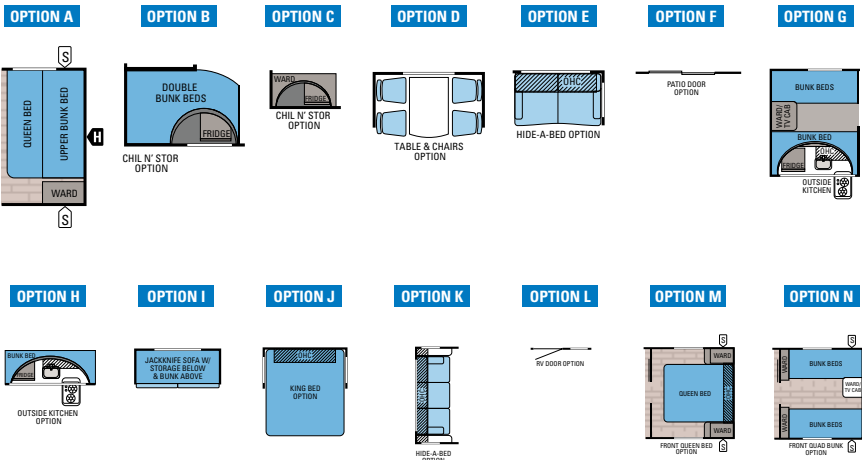 OPTION A
OPTION B
OPTION C
OPTION D
OPTION E
OPTION F
OPTION G
S
QUEEN BED
UPPER BUNK BED
H
WARD
S
DOUBLE
BUNK BEDS
FRIDGE
CHIL N' STOR
OPTION
WARD
FRIDGE
CHIL N' STOR
OPTION
TABLE & CHAIRS
OPTION
OHC
HIDE-A-BED OPTION
PATIO DOOR
OPTION
BUNK BEDS
WARD/
TV CAB
BUNK BED
OHC
FRIDGE
OUTSIDE
KITCHEN
OPTION H
OPTION I
OPTION J
OPTION K
OPTION L
OPTION M
OPTION N
BUNK BED
FRIDGE
OUTSIDE KITCHEN
OPTION
JACKKNIFE SOFA W/
STORAGE BELOW
& BUNK ABOVE
OHC
KING BED
OPTION
OHC
HIDE-A-BED
OPTION
RV DOOR OPTION
S
WARD
QUEEN BED
OHC
WARD
FRONT QUEEN BED
OPTION
S
S
WARD
BUNK BEDS
WARD/
TV CAB
WARD
BUNK BEDS
FRONT QUAD BUNK
OPTION
S